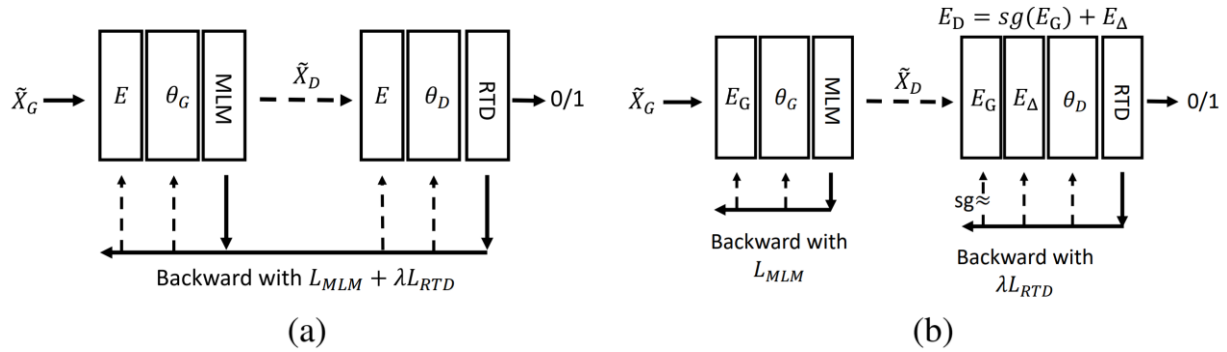 X̃_G E θ_G MLM X̃_D E θ_D RTD 0/1
Backward with L_MLM + λL_RTD
(a)
E_D = sg(E_G) + E_Δ
X̃_G E_G θ_G MLM X̃_D E_G E_Δ θ_D RTD 0/1
sg≈
Backward with
L_MLM
Backward with
λL_RTD
(b)